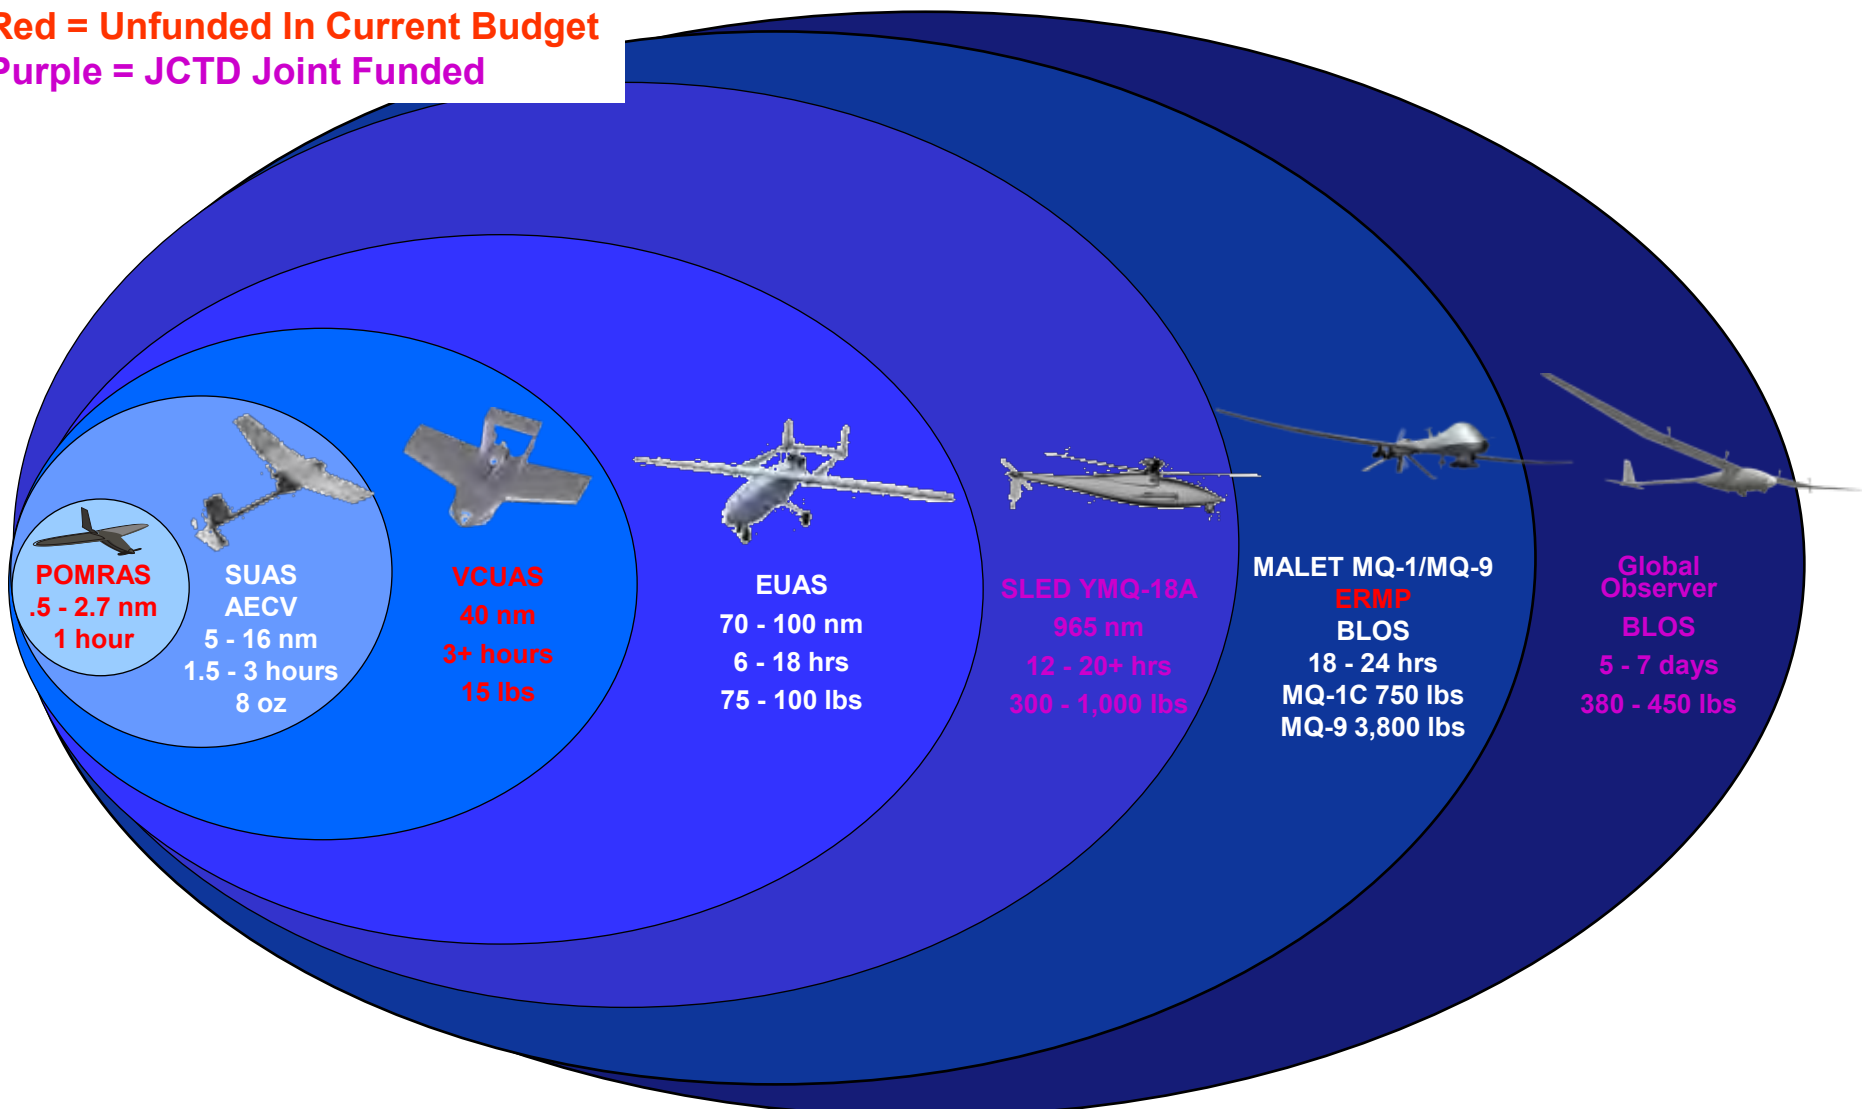 Red = Unfunded In Current Budget
Purple = JCTD Joint Funded
POMRAS
.5 - 2.7 nm
1 hour
SUAS
AECV
5 - 16 nm
1.5 - 3 hours
8 oz
VCUAS
40 nm
3+ hours
15 lbs
EUAS
70 - 100 nm
6 - 18 hrs
75 - 100 lbs
SLED YMQ-18A
965 nm
12 - 20+ hrs
300 - 1,000 lbs
MALET MQ-1/MQ-9
ERMP
BLOS
18 - 24 hrs
MQ-1C 750 lbs
MQ-9 3,800 lbs
Global
Observer
BLOS
5 - 7 days
380 - 450 lbs